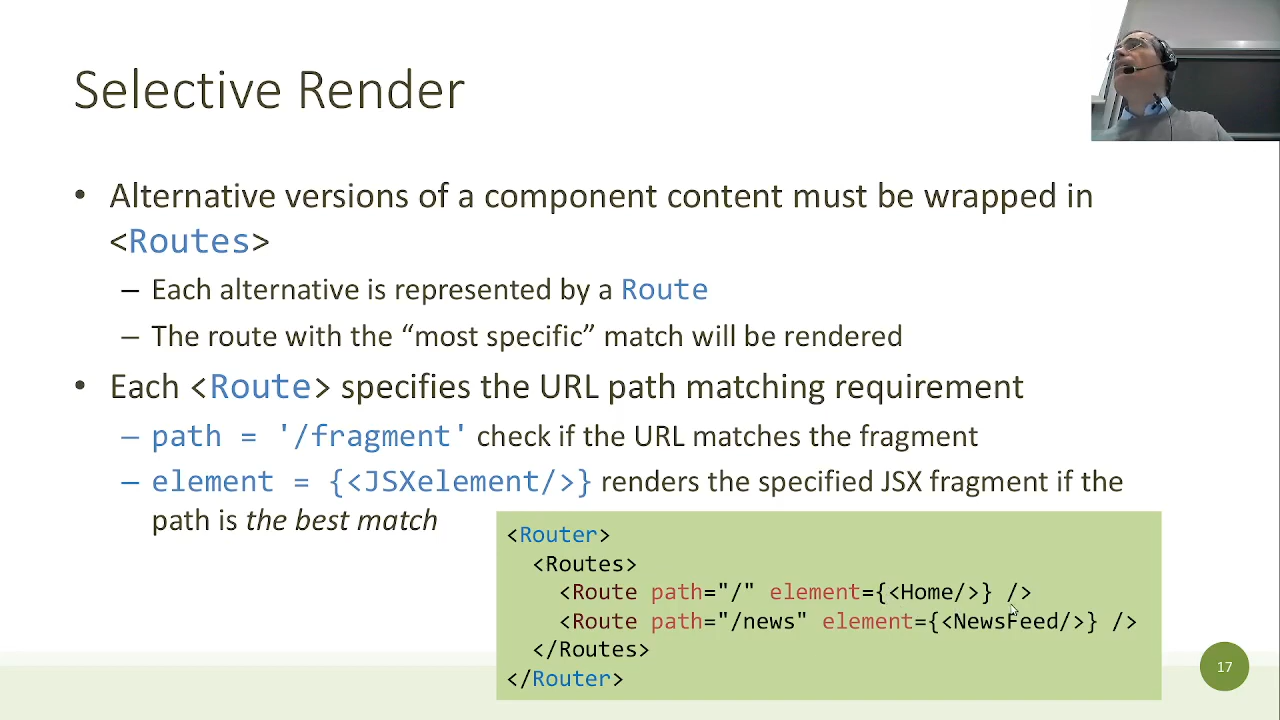 Selective Render
• Alternative versions of a component content must be wrapped in
<Routes>
– Each alternative is represented by a Route
– The route with the “most specific” match will be rendered
• Each <Route> specifies the URL path matching requirement
– path = '/fragment' check if the URL matches the fragment
– element = {<JSXelement/>} renders the specified JSX fragment if the
path is the best match
<Router>
<Routes>
<Route path="/" element={<Home/>} />
<Route path="/news" element={<NewsFeed/>} />
</Routes>
</Router>
17